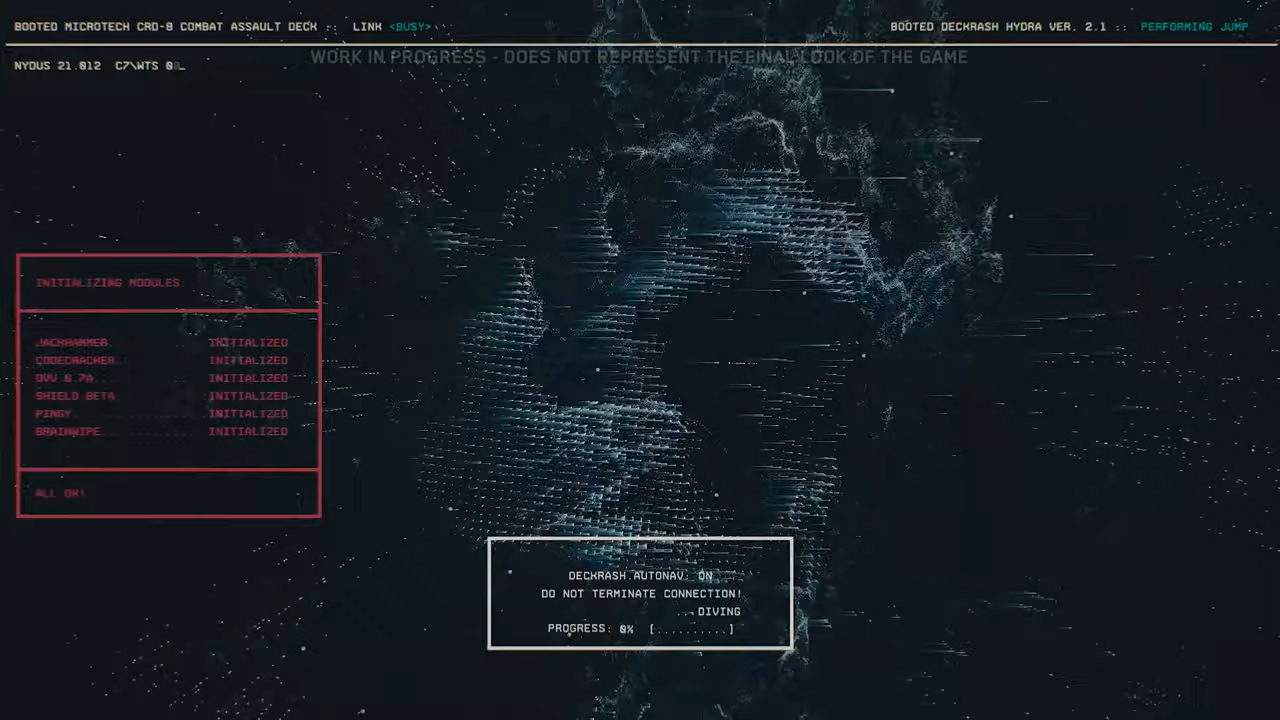 BOOTED MICROTECH CRD-8 COMBAT ASSAULT DECK :: LINK <BUSY>
BOOTED DECKRASH HYDRA VER. 2.1 :: PERFORMING JUMP
WORK IN PROGRESS - DOES NOT REPRESENT THE FINAL LOOK OF THE GAME
NYDUS 21.012 C7\WTS 0_
INITIALIZING MODULES:
JACKHAMMER. INITIALIZED
CODECRACKER.. INITIALIZED
INITIALIZED
SHIELD BETA INITIALIZED
PINGY. INITIALIZED
BRAINWIPE.. INITIALIZED
ALL OK!
DECKRASH.AUTONAV: ON
DO NOT TERMINATE CONNECTION!
...DIVING
PROGRESS: 0% [..........]